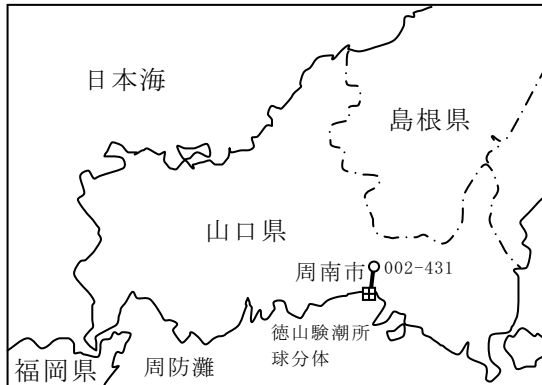 日本海
島根県
山口県
周南市
002-431
徳山験潮所
球分体
福岡県
周防灘